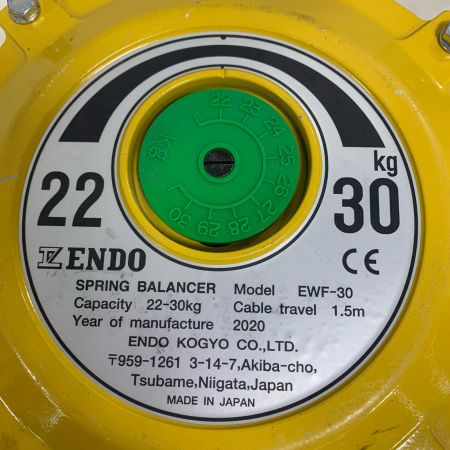 22 23 24 25 25 26 27 28 29 30
Kg
kg
22 30
ENDO CE
SPRING BALANCER Model EWF-30
Capacity 22-30kg Cable travel 1.5m
Year of manufacture 2020
ENDO KOGYO CO.,LTD.
〒959-1261 3-14-7,Akiba-cho,
Tsubame,Niigata,Japan
MADE IN JAPAN